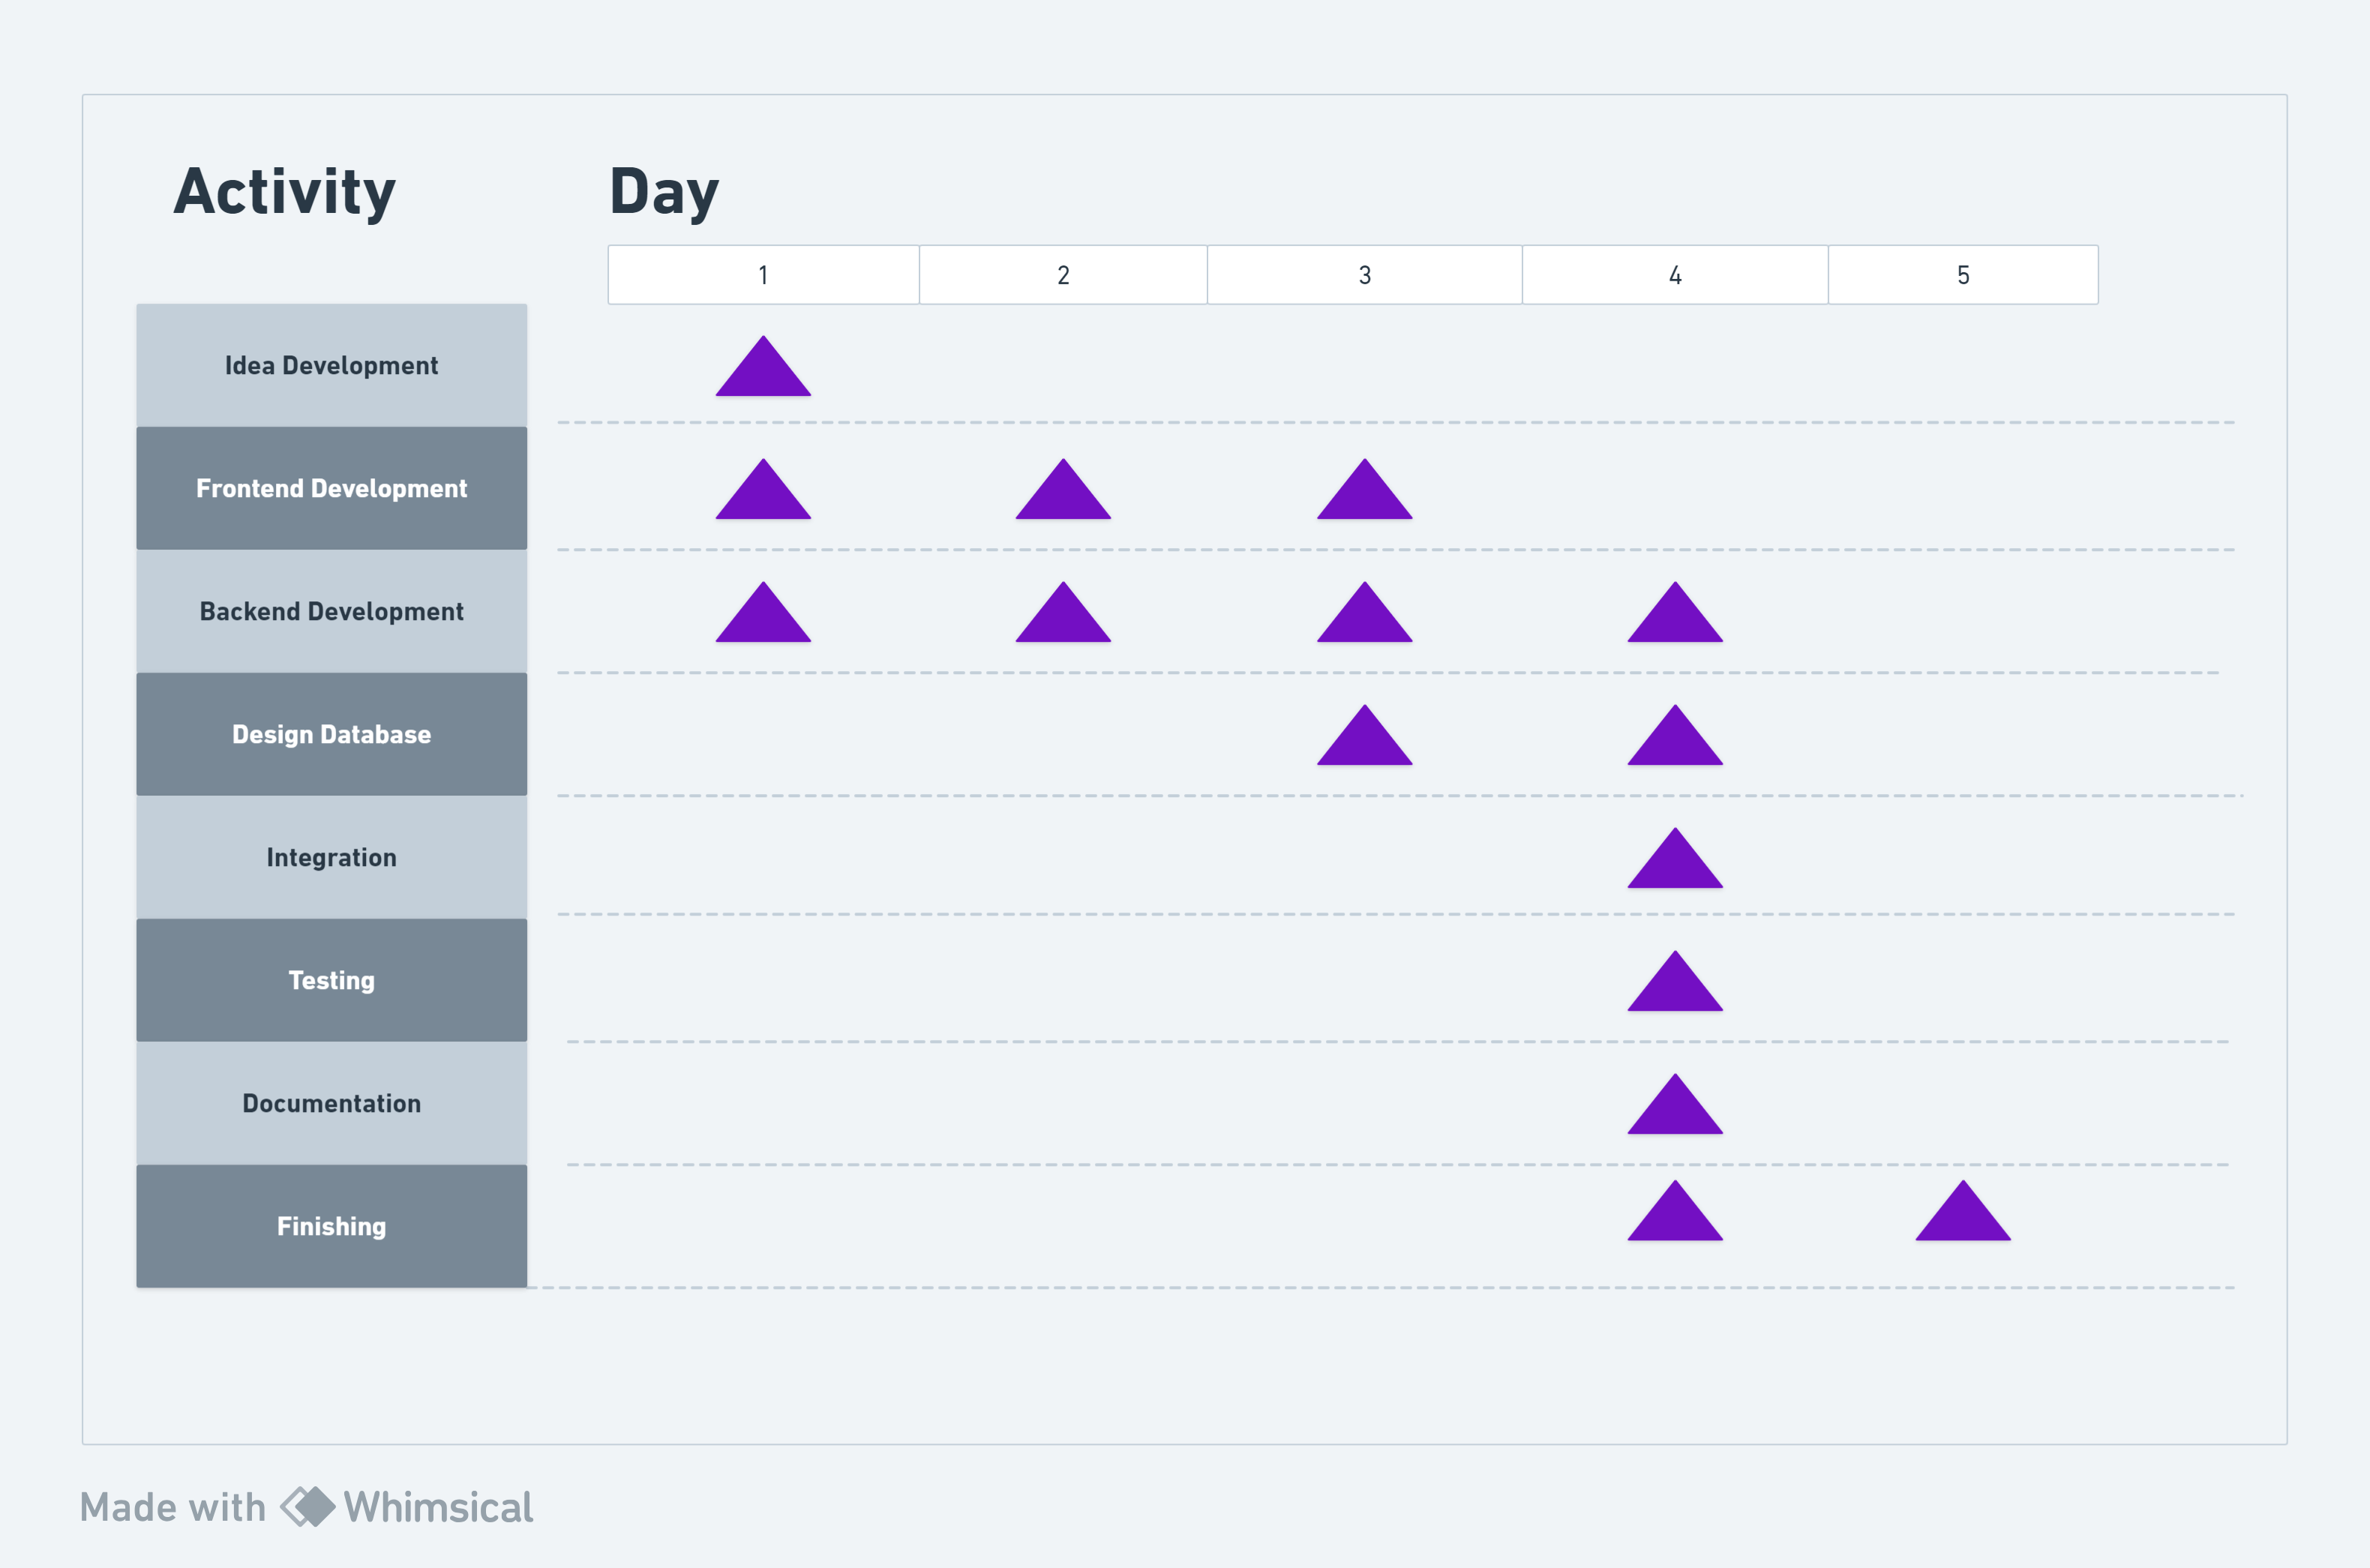 Activity
Day
1 2 3 4 5
Idea Development
Frontend Development
Backend Development
Design Database
Integration
Testing
Documentation
Finishing
Made with Whimsical